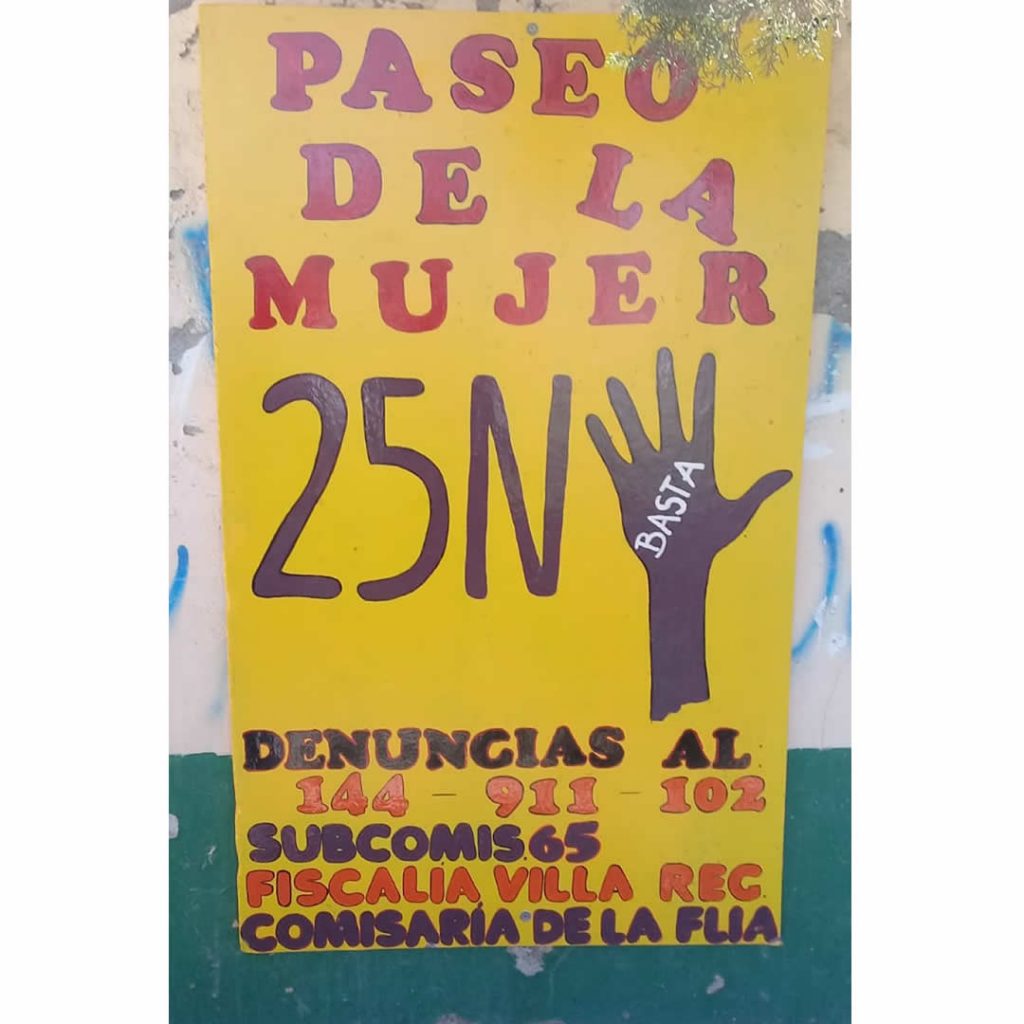 PASEO
DE LA
MUJER
25N
BASTA
DENUNCIAS AL
144 - 911 - 102
SUBCOMIS.65
FISCALÍA VILLA REG.
COMISARÍA DE LA FLIA